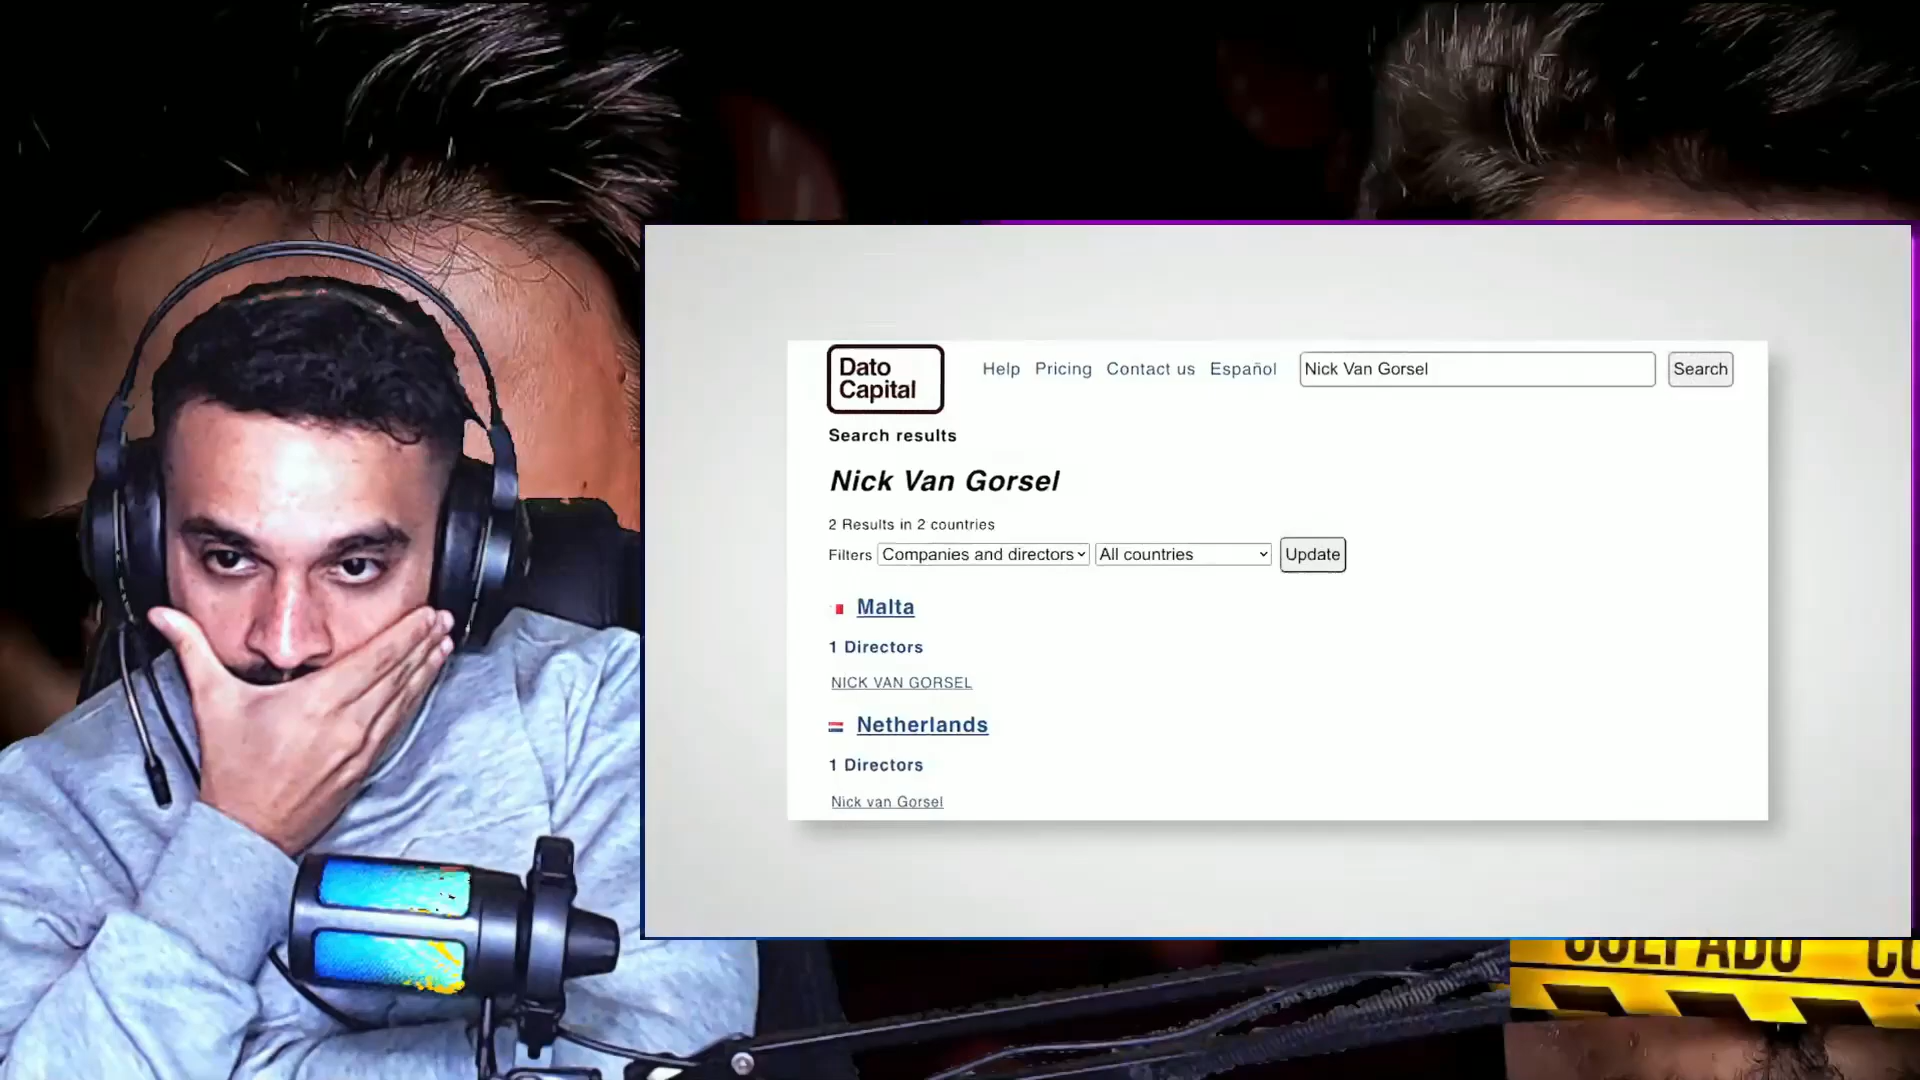 Dato
Capital
Help Pricing Contact us Español Nick Van Gorsel Search
Search results
Nick Van Gorsel
2 Results in 2 countries
Filters Companies and directors All countries Update
Malta
1 Directors
NICK VAN GORSEL
Netherlands
1 Directors
Nick van Gorsel
CULPADO